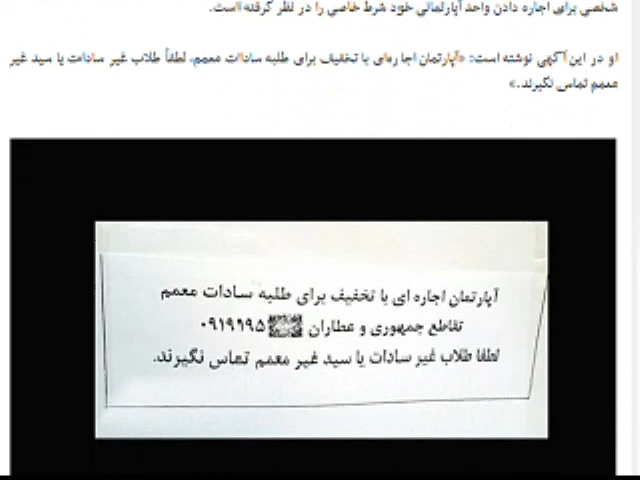 شخصی برای اجاره دادن واحد آپارتمانی خود شرط خاصی را در نظر گرفته است.
او در این آگهی نوشته است: «آپارتمان اجا ره‌ای با تخفیف برای طلبه سادات معمم، لطفاً طلاب غیر سادات یا سید غیر
معمم تماس نگیرند.»
آپارتمان اجاره ای با تخفیف برای طلبه سادات معمم
تقاطع جمهوری و عطاران ۰۹۱۹۱۹۵
لطفا طلاب غیر سادات یا سید غیر معمم تماس نگیرند.